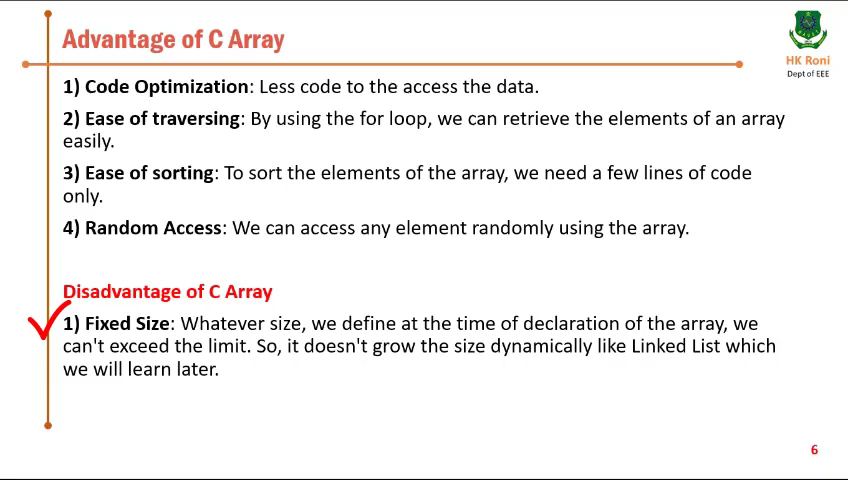 Advantage of C Array
HK Roni
Dept of EEE
1) Code Optimization: Less code to the access the data.
2) Ease of traversing: By using the for loop, we can retrieve the elements of an array
easily.
3) Ease of sorting: To sort the elements of the array, we need a few lines of code
only.
4) Random Access: We can access any element randomly using the array.
Disadvantage of C Array
1) Fixed Size: Whatever size, we define at the time of declaration of the array, we
can't exceed the limit. So, it doesn't grow the size dynamically like Linked List which
we will learn later.
6